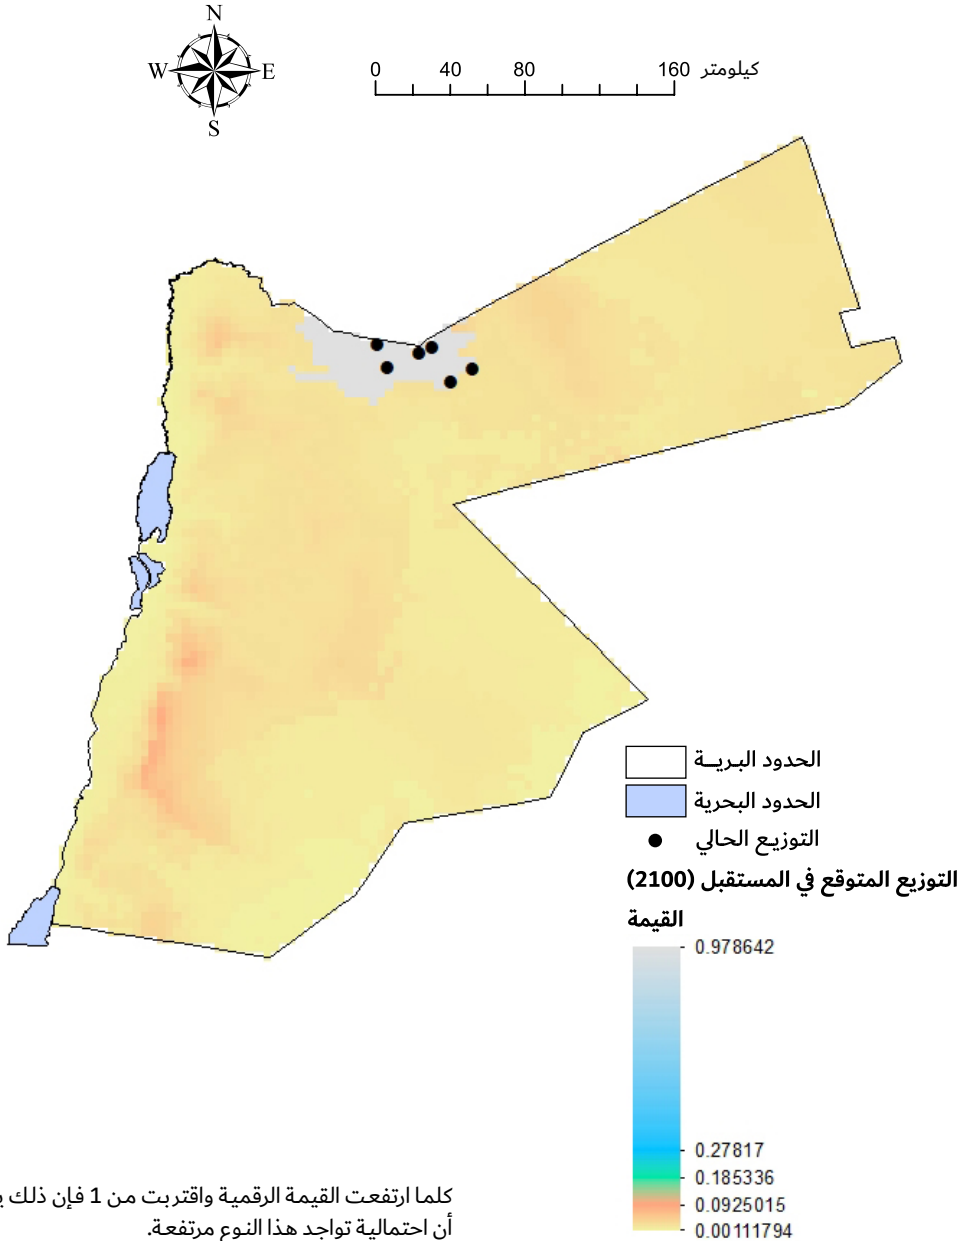 N
W E
S
0 40 80 160 كيلومتر
الحدود البريــة
الحدود البحرية
التوزيع الحالي
التوزيع المتوقع في المستقبل (2100)
القيمة
0.978642
0.27817
0.185336
0.0925015
0.00111794
كلما ارتفعت القيمة الرقمية واقتربت من 1 فإن ذلك
أن احتمالية تواجد هذا النوع مرتفعة.